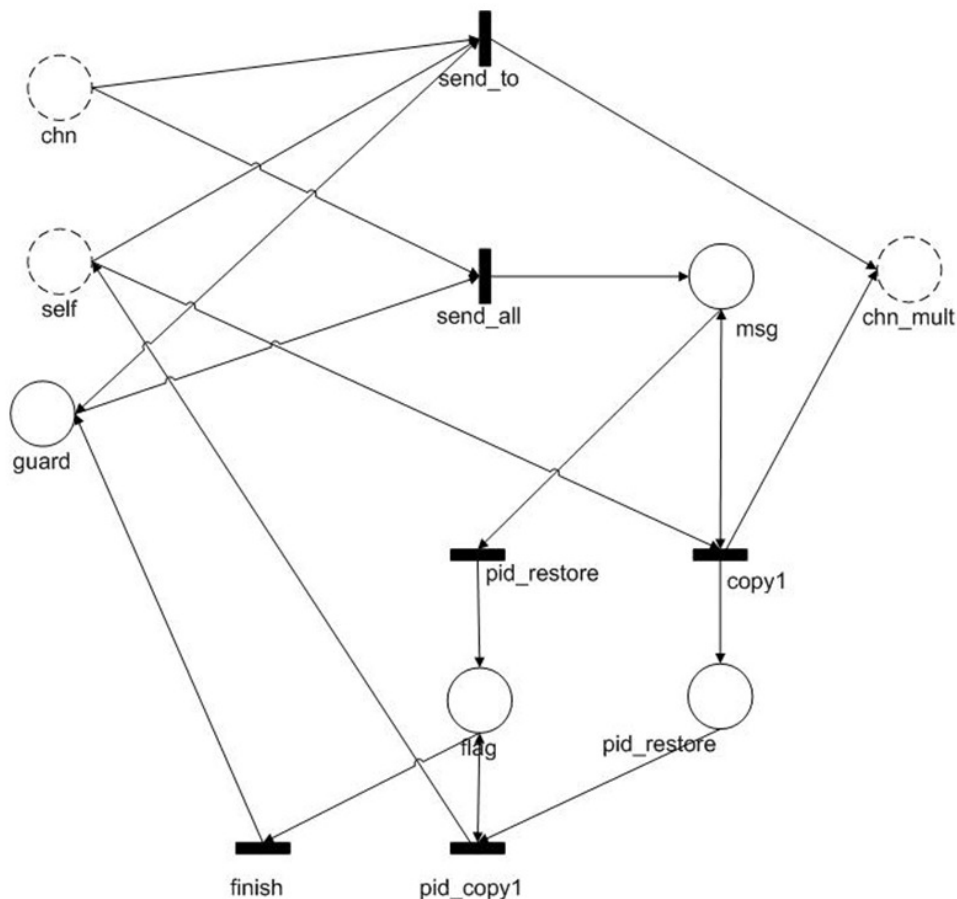 send_to
chn
self
send_all
msg
chn_mult
guard
pid_restore
copy1
flag
pid_restore
finish
pid_copy1